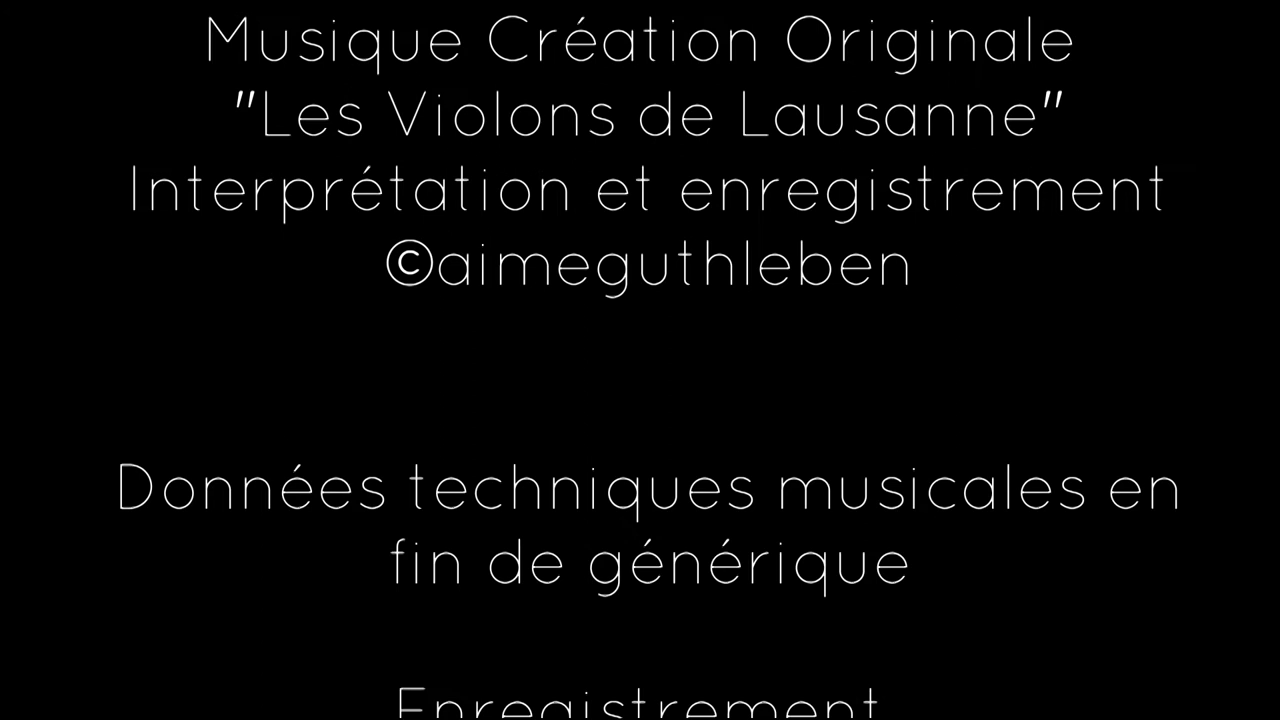 Musique Création Originale
"Les Violons de Lausanne"
Interprétation et enregistrement
©aimeguthleben
Données techniques musicales en
fin de générique
Enregistrement